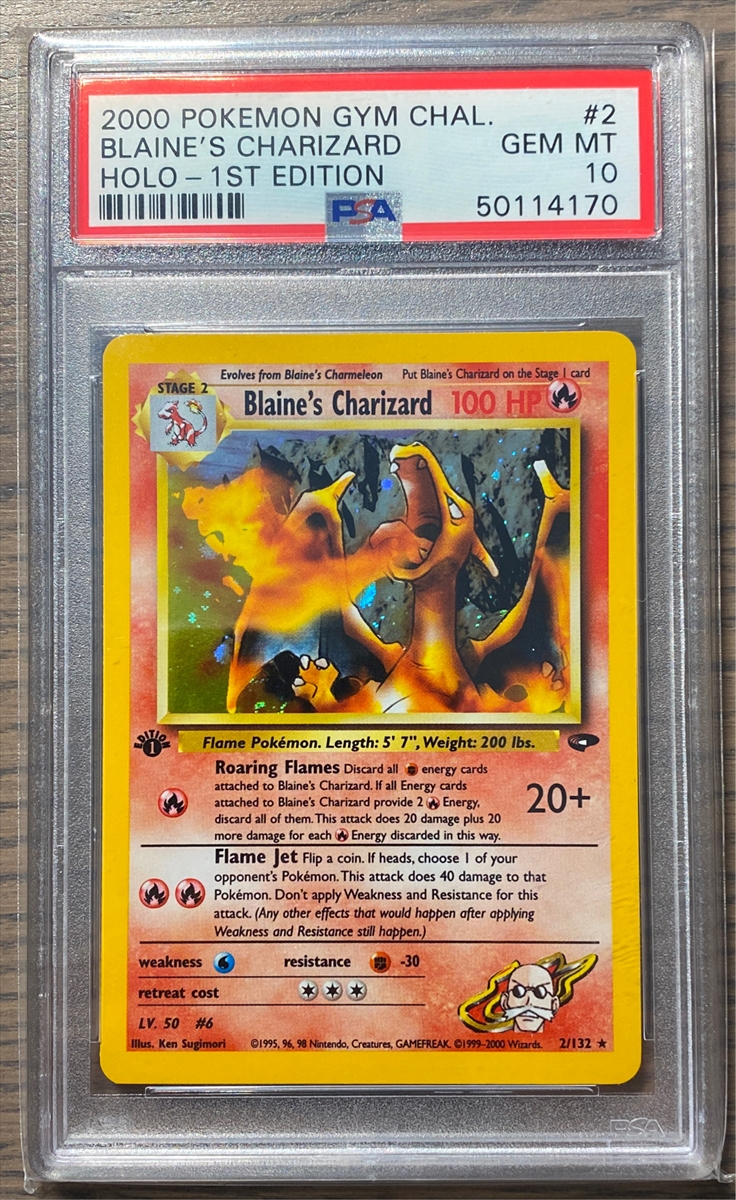 2000 POKEMON GYM CHAL. #2
BLAINE'S CHARIZARD GEM MT
HOLO – 1ST EDITION 10
PSA 50114170
STAGE 2 Evolves from Blaine's Charmeleon Put Blaine's Charizard on the Stage 1 card
Blaine's Charizard 100 HP
EDITION 1
Flame Pokémon. Length: 5' 7", Weight: 200 lbs.
Roaring Flames Discard all energy cards
attached to Blaine's Charizard. If all Energy cards
attached to Blaine's Charizard provide 2 Energy,
discard all of them. This attack does 20 damage plus 20
more damage for each Energy discarded in this way.
20+
Flame Jet Flip a coin. If heads, choose 1 of your
opponent's Pokémon. This attack does 40 damage to that
Pokémon. Don't apply Weakness and Resistance for this
attack. (Any other effects that would happen after applying
Weakness and Resistance still happen.)
weakness resistance -30
retreat cost
LV. 50 #6
Illus. Ken Sugimori ©1995, 96, 98 Nintendo, Creatures, GAMEFREAK. ©1999-2000 Wizards. 2/132 ★
PSA